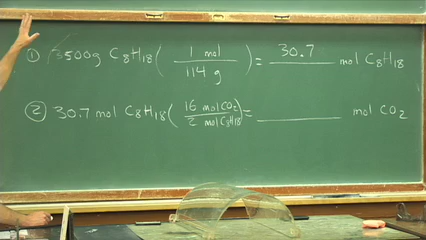 ① 3500g C₈H₁₈ ( 1 mol / 114 g ) = 30.7 mol C₈H₁₈
② 30.7 mol C₈H₁₈ ( 16 mol CO₂ / 2 mol C₈H₁₈ = ______ mol CO₂